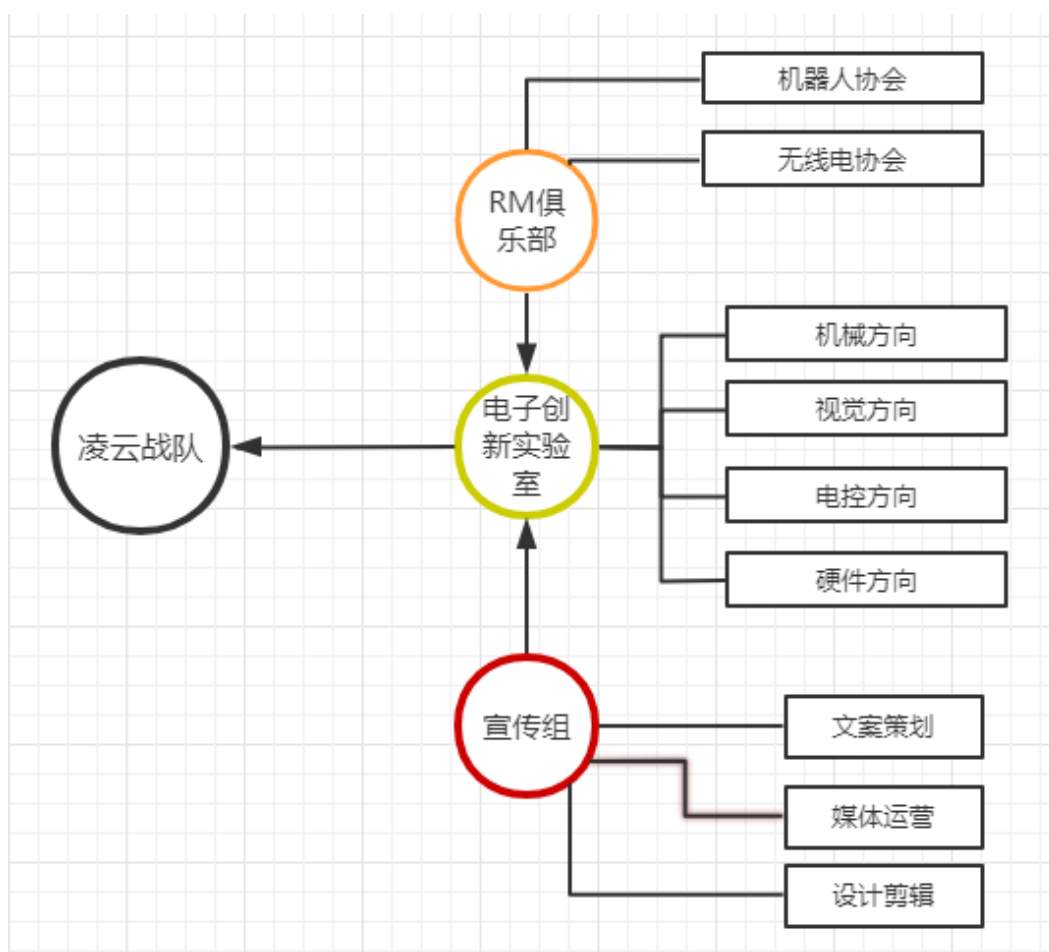 机器人协会
无线电协会
RM俱
乐部
机械方向
视觉方向
电子创
新实验
室
凌云战队
电控方向
硬件方向
宣传组
文案策划
媒体运营
设计剪辑